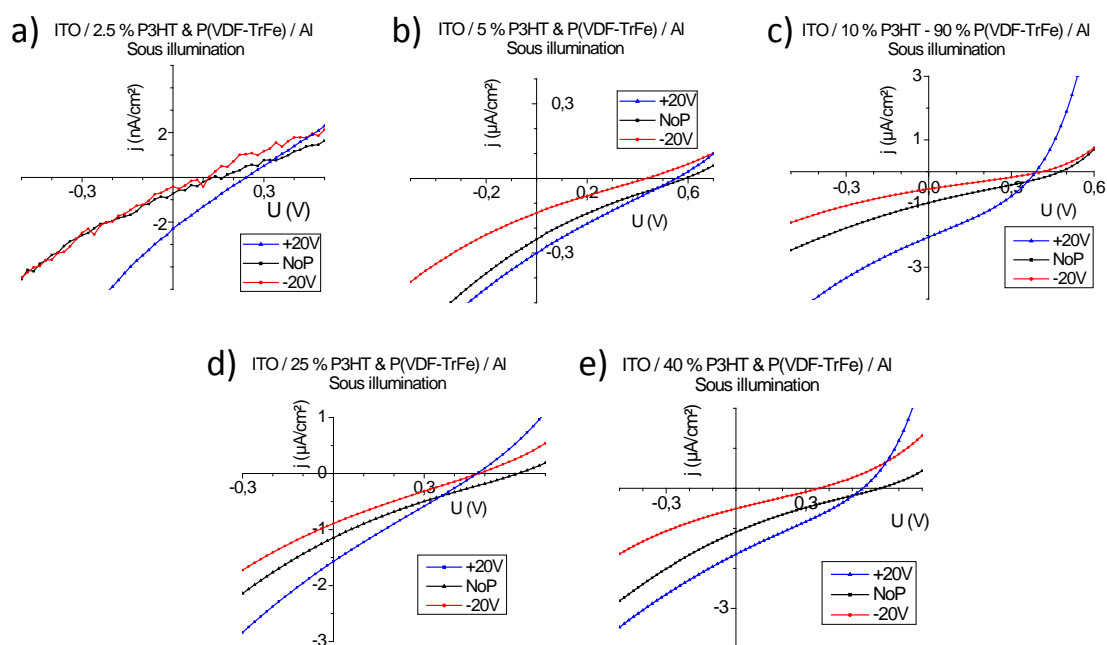 a)
ITO / 2.5 % P3HT & P(VDF-TrFe) / Al
Sous illumination
j (nA/cm²)
2
-0.3
0.3
U (V)
-2
+20V
NoP
-20V
b)
ITO / 5 % P3HT & P(VDF-TrFe) / Al
Sous illumination
j (µA/cm²)
0,3
+20V
NoP
-20V
-0.2
0.2
0.6
U (V)
-0,3
c)
ITO / 10 % P3HT - 90 % P(VDF-TrFe) / Al
Sous illumination
j (µA/cm²)
3
1
-0.4
0.0
0.3
0.6
-1
U (V)
-3
+20V
NoP
-20V
d)
ITO / 25 % P3HT & P(VDF-TrFe) / Al
Sous illumination
j (µA/cm²)
1
-0,3
0
0,3
U (V)
-1
-2
-3
+20V
NoP
-20V
e)
ITO / 40 % P3HT & P(VDF-TrFe) / Al
Sous illumination
j (µA/cm²)
-0.3
0.3
U (V)
-3
+20V
NoP
-20V